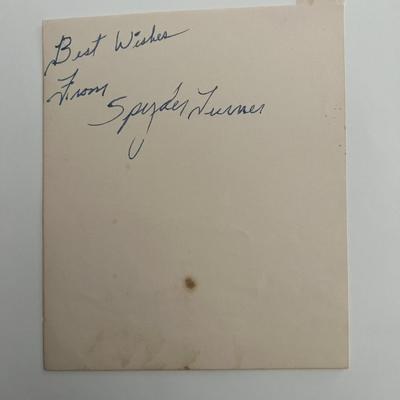 Best Wishes
From
Spyder Turner